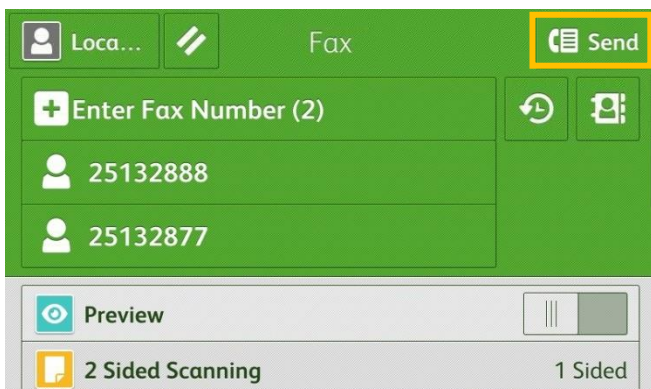 Loca... Fax Send
Enter Fax Number (2)
25132888
25132877
Preview
2 Sided Scanning 1 Sided